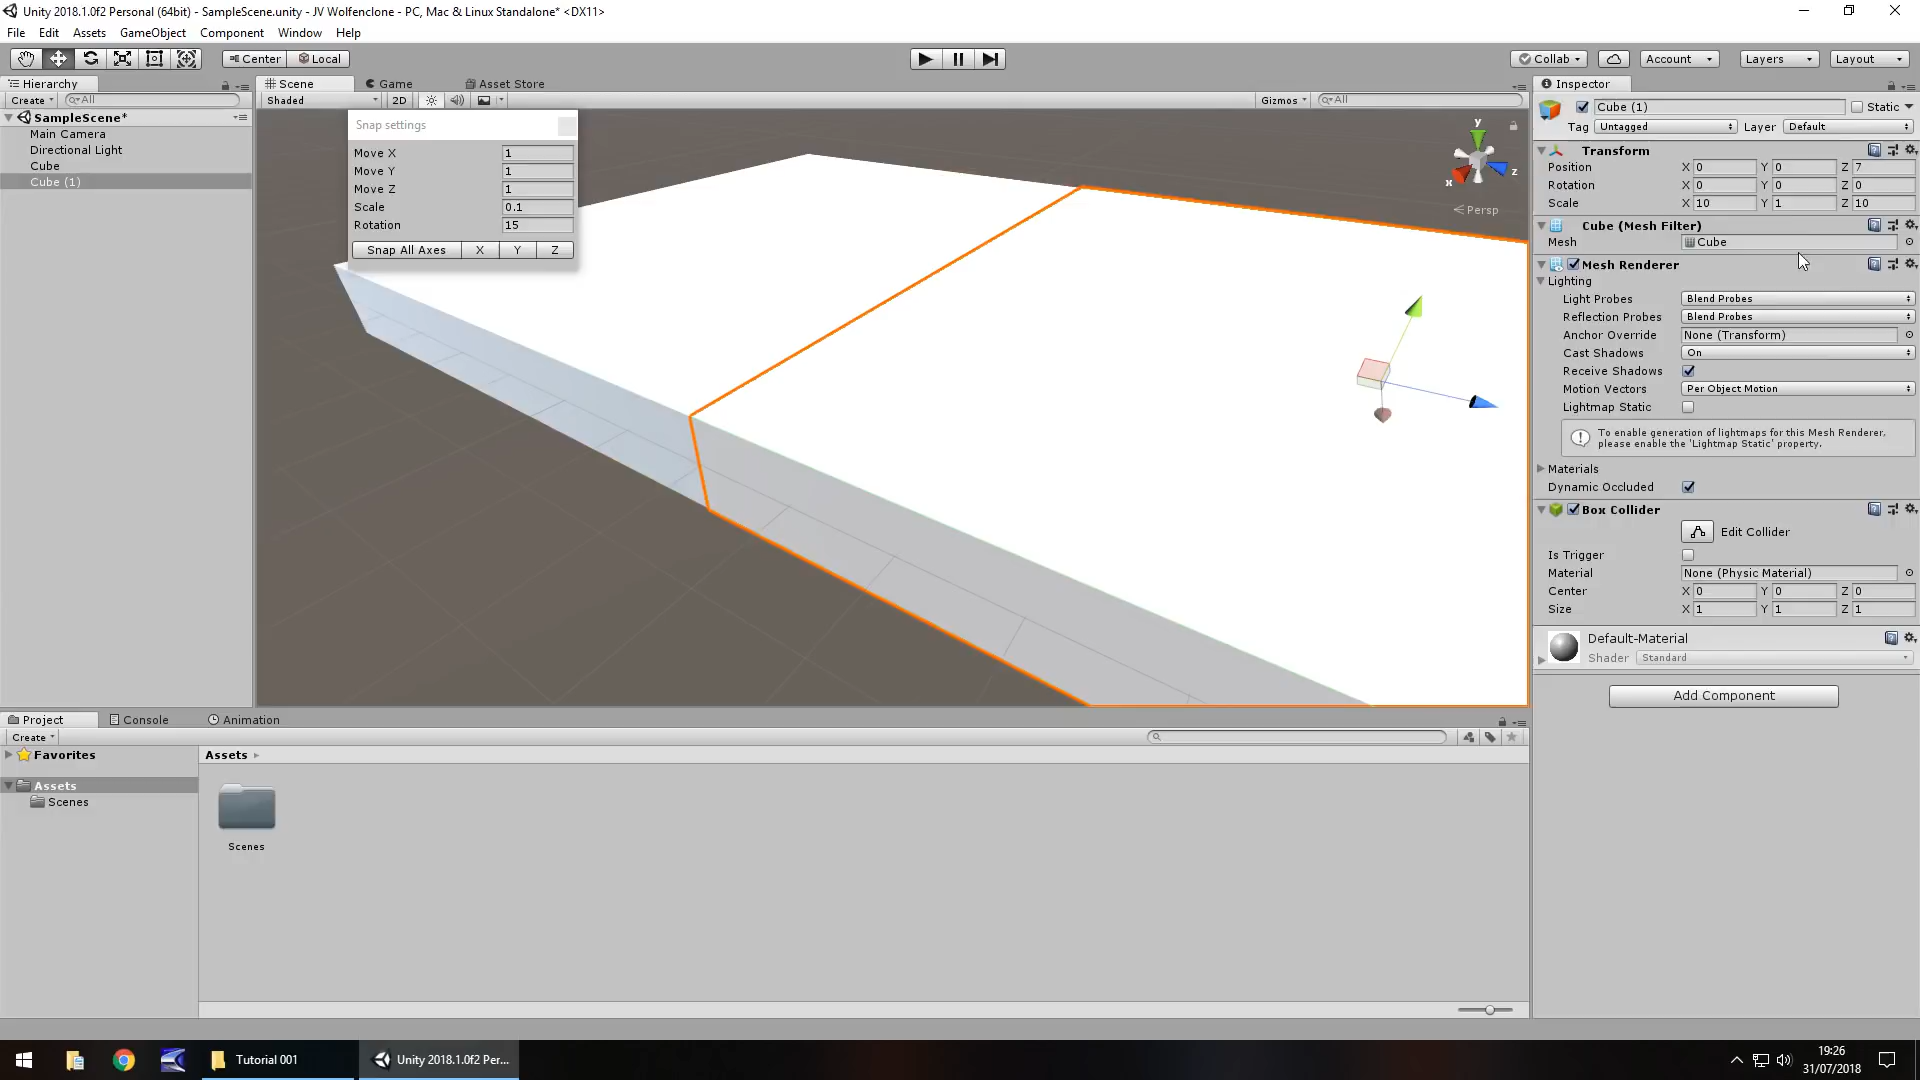 Unity 2018.1.0f2 Personal (64bit) - SampleScene.unity - JV Wolfenclone - PC, Mac & Linux Standalone* <DX11>
File Edit Assets GameObject Component Window Help
Center Local Collab Account Layers Layout
Hierarchy Scene Game Asset Store Inspector
Create All Shaded 2D Gizmos All Cube (1) Static
SampleScene*
Tag Untagged Layer Default
Main Camera
Directional Light
Cube
Cube (1)
Snap settings
Move X 1
Move Y 1
Move Z 1
Scale 0.1
Rotation 15
Snap All Axes X Y Z
y
x
z
Persp
Transform
Position X 0 Y 0 Z 7
Rotation X 0 Y 0 Z 0
Scale X 10 Y 1 Z 10
Cube (Mesh Filter)
Mesh Cube
Mesh Renderer
Lighting
Light Probes Blend Probes
Reflection Probes Blend Probes
Anchor Override None (Transform)
Cast Shadows On
Receive Shadows
Motion Vectors Per Object Motion
Lightmap Static
To enable generation of lightmaps for this Mesh Renderer,
please enable the 'Lightmap Static' property.
Materials
Dynamic Occluded
Box Collider
Edit Collider
Is Trigger
Material None (Physic Material)
Center X 0 Y 0 Z 0
Size X 1 Y 1 Z 1
Default-Material
Shader Standard
Add Component
Project Console Animation
Create
Favorites
Assets
Scenes
Assets
Scenes
Tutorial 001
Unity 2018.1.0f2 Per...
19:26
31/07/2018